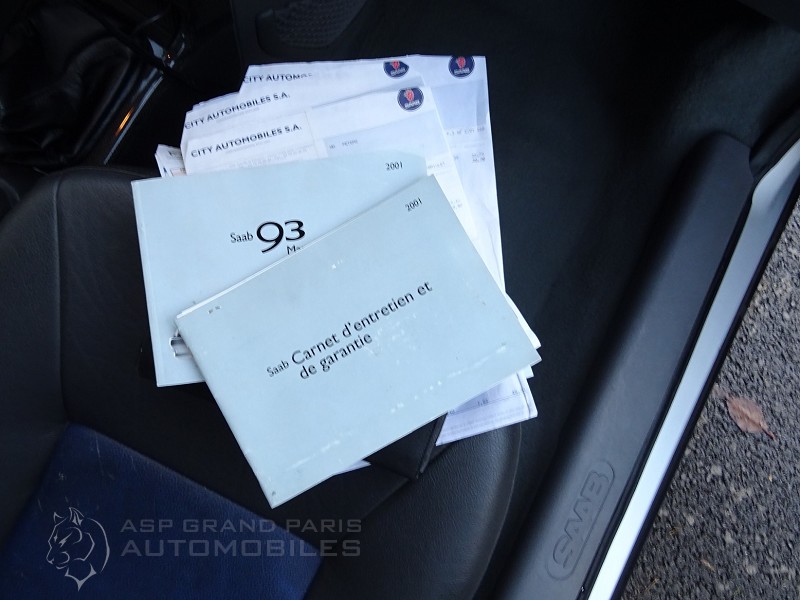 CITY AUTOMOB
CITY AUTOMOBILES S.A.
CITY AUTOMOBILES S.A.
2001
Saab 93
2001
Saab Carnet d'entretien et
de garantie
SAAB
ASP GRAND PARIS
AUTOMOBILES